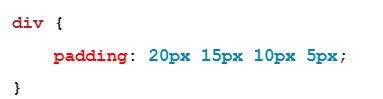 div {
    padding: 20px 15px 10px 5px;
}